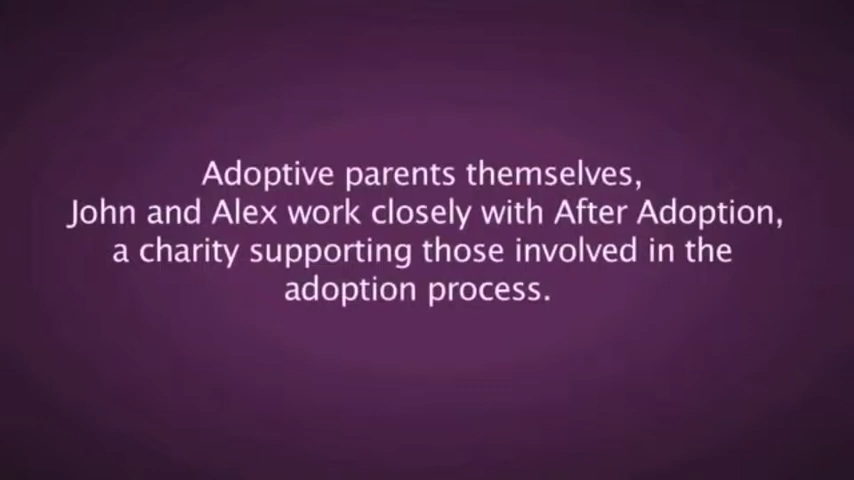 Adoptive parents themselves,
John and Alex work closely with After Adoption,
a charity supporting those involved in the
adoption process.